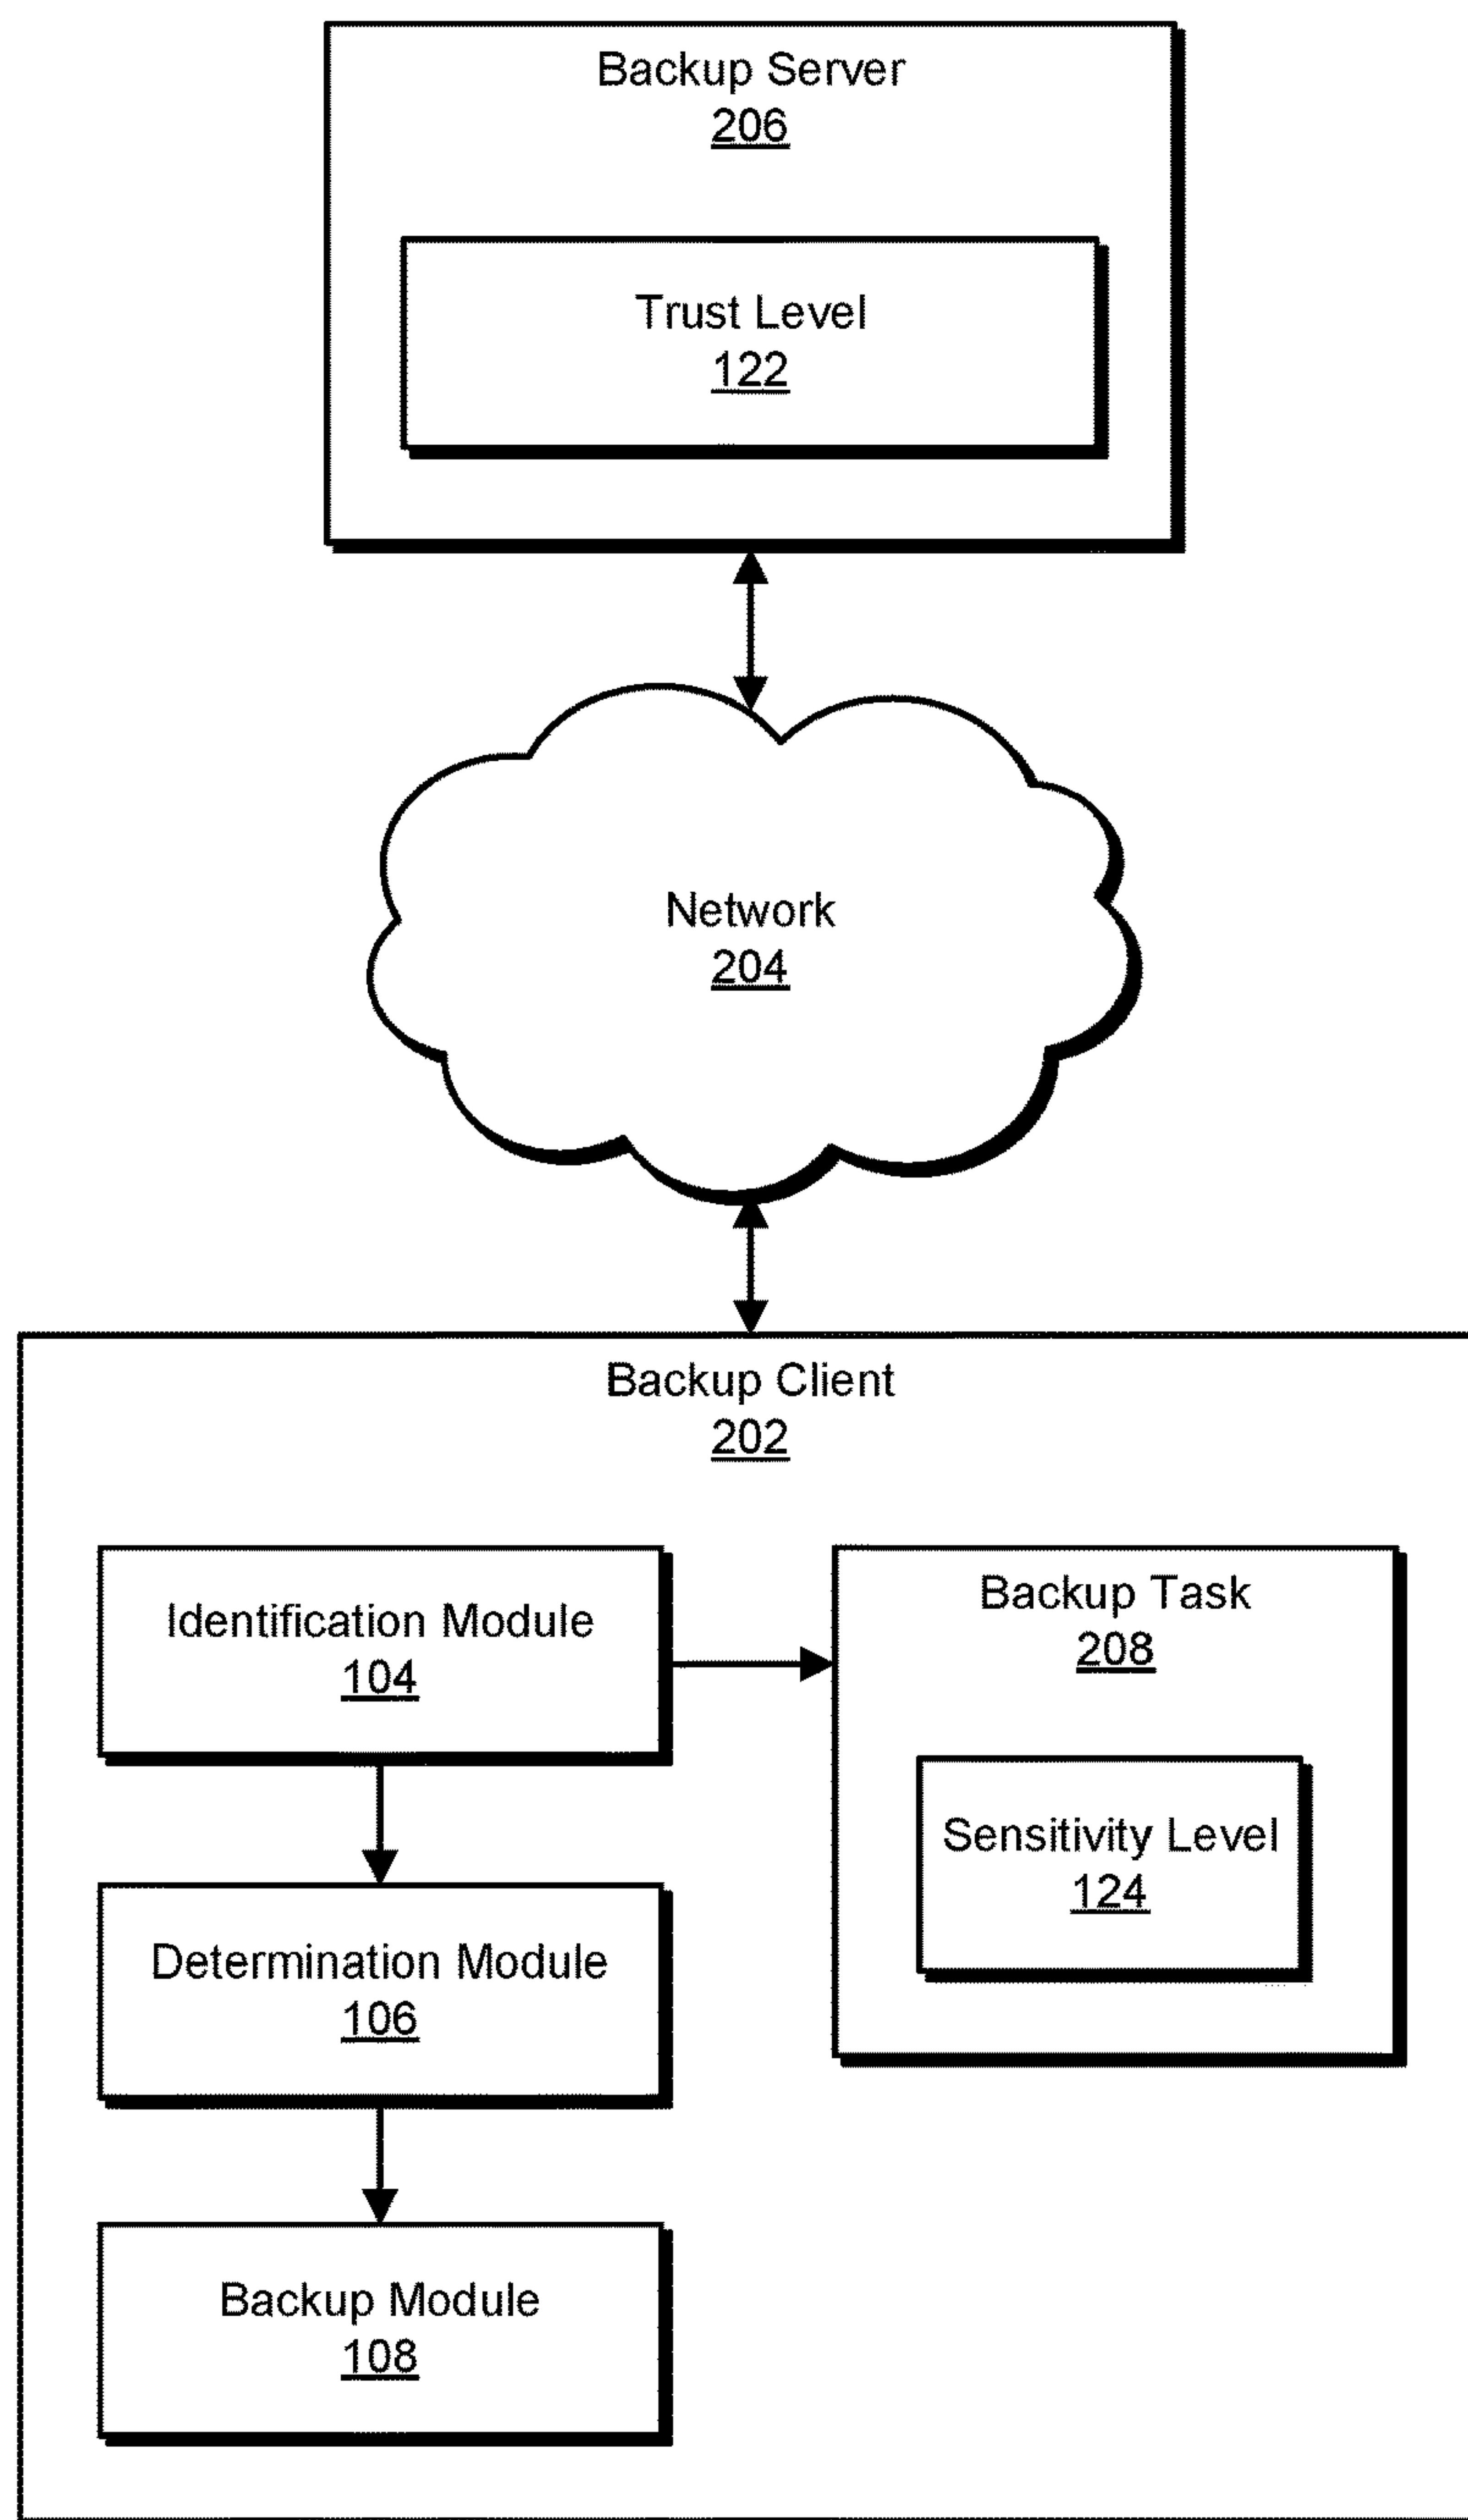 Backup Server
206
Trust Level
122
Network
204
Backup Client
202
Identification Module
104
Backup Task
208
Sensitivity Level
124
Determination Module
106
Backup Module
108